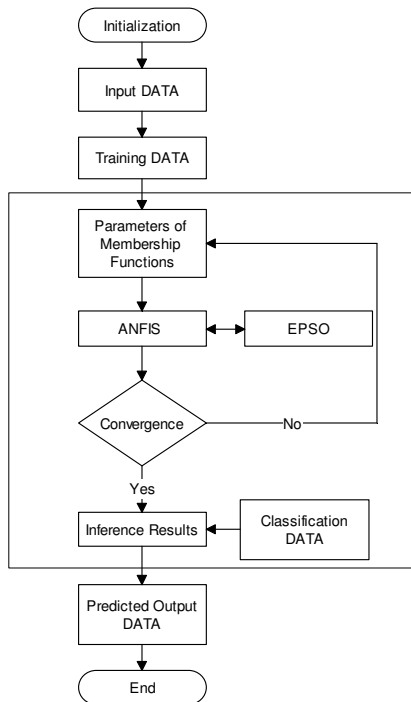 Initialization
Input DATA
Training DATA
Parameters of
Membership
Functions
ANFIS
EPSO
Convergence
No
Yes
Inference Results
Classification
DATA
Predicted Output
DATA
End